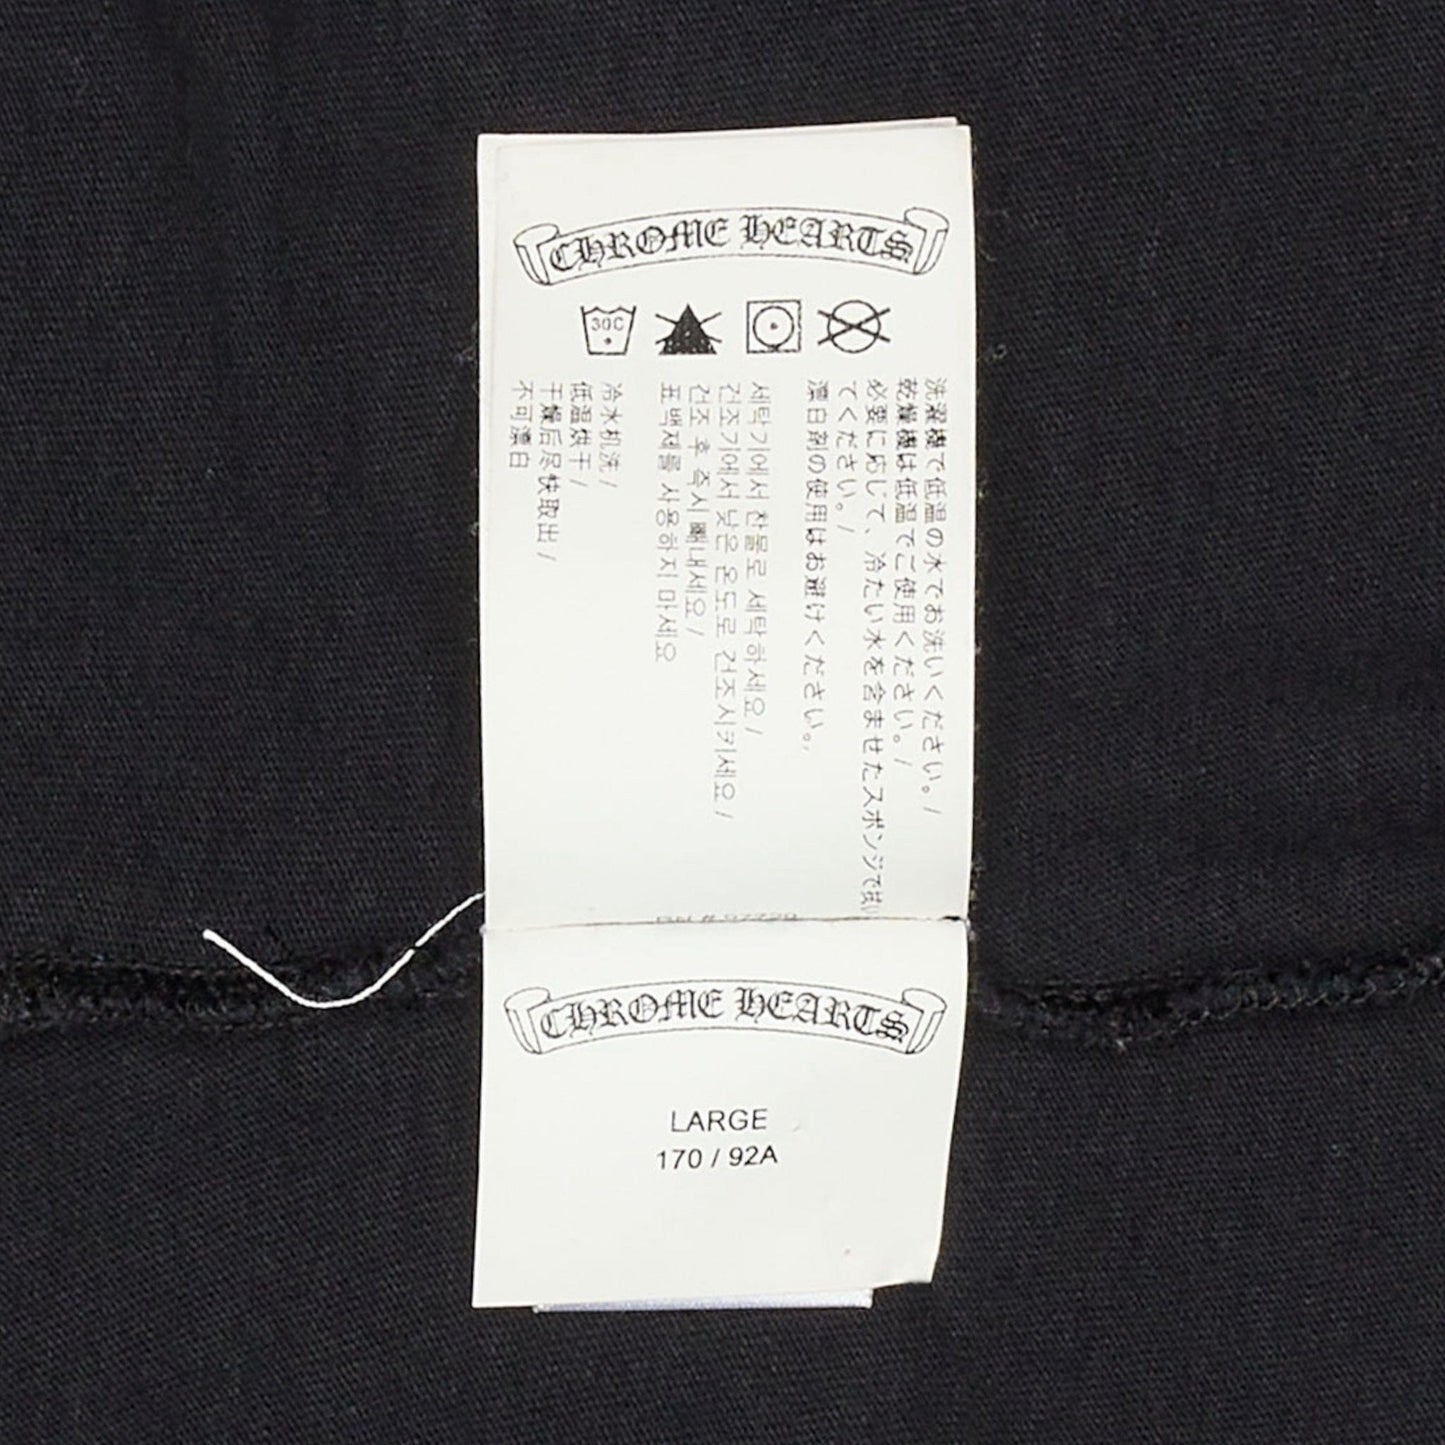 CHROME HEARTS
30C
洗濯機で低温の水でお洗いください。/
乾燥機は低温でご使用ください。/
必要に応じて、冷たい水を含ませたスポンジで拭い
てください。/
漂白剤の使用はお避けください。,
세탁기에서 찬물로 세탁하세요 /
건조기에서 낮은 온도로 건조시키세요 /
건조 후 즉시 빼내세요 /
표백제를 사용하지 마세요
冷水机洗 /
低温烘干 /
干燥后尽快取出 /
不可漂白
CHROME HEARTS
LARGE
170 / 92A